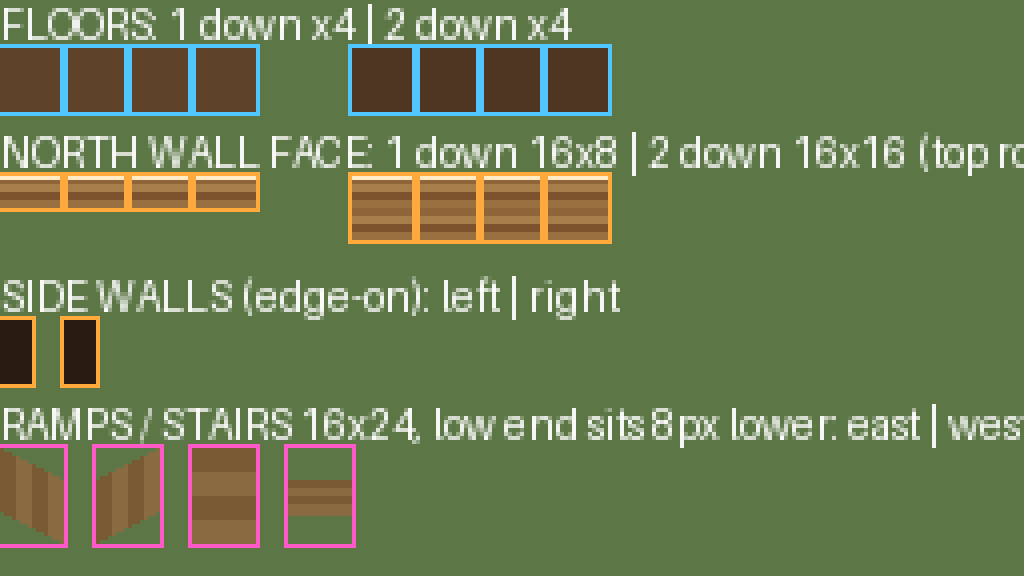 FLOORS: 1 down x4 | 2 down x4
NORTH WALL FACE: 1 down 16x8 | 2 down 16x16 (top
SIDE WALLS (edge-on): left | right
RAMPS / STAIRS 16x24, low end sits 8px lower: east |